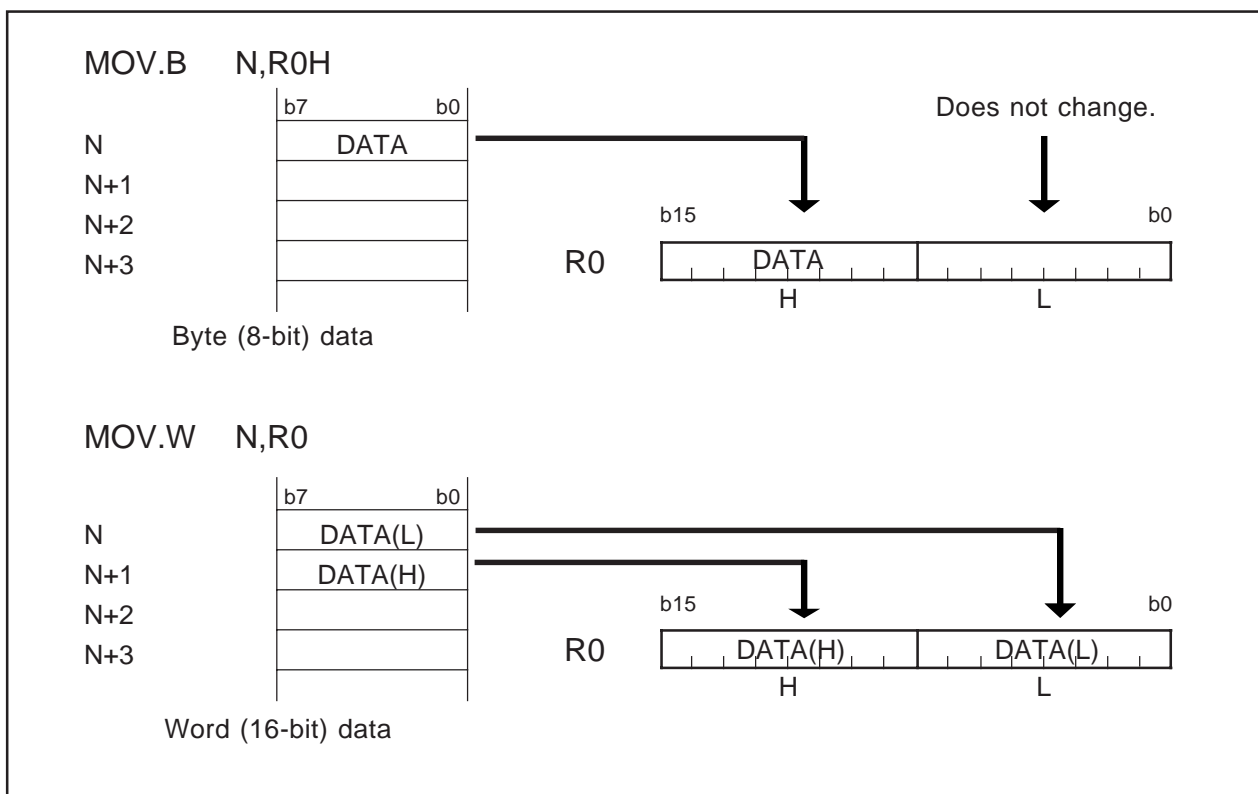 MOV.B N,R0H
b7 b0
Does not change.
N DATA
N+1
N+2
b15 b0
N+3
R0 DATA
H L
Byte (8-bit) data
MOV.W N,R0
b7 b0
N DATA(L)
N+1 DATA(H)
N+2
b15 b0
N+3
R0 DATA(H) DATA(L)
H L
Word (16-bit) data